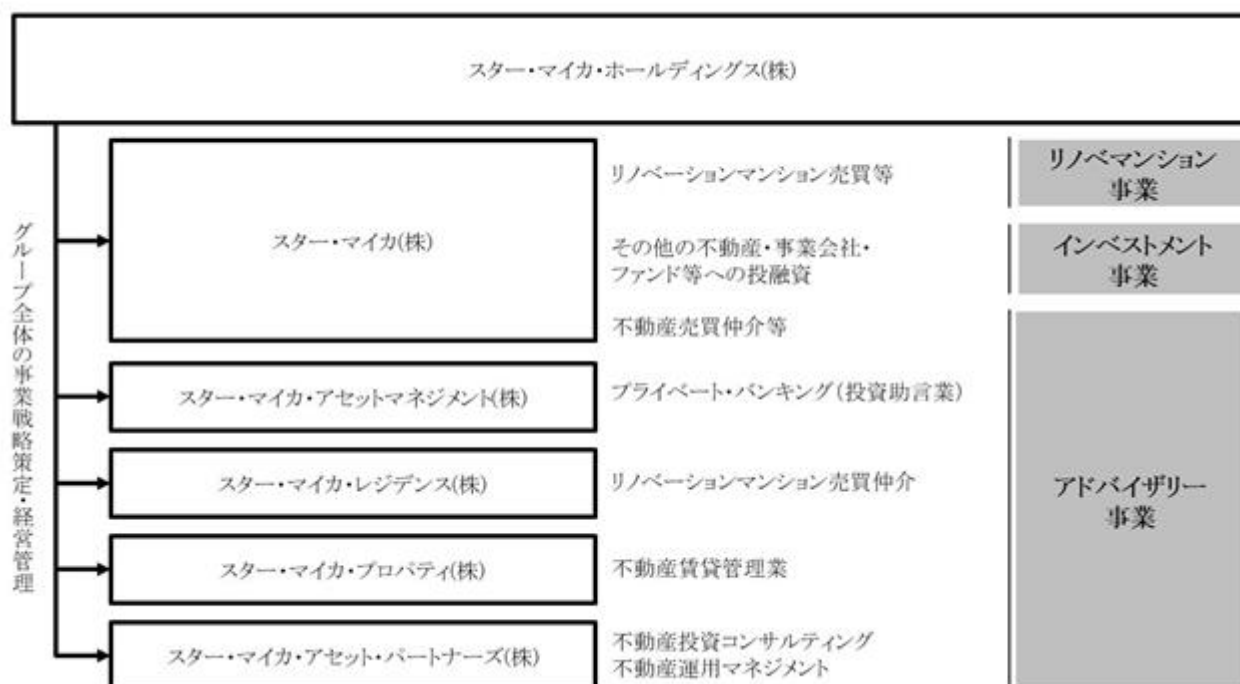 スター・マイカ・ホールディングス(株)
グループ全体の事業戦略策定・経営管理
スター・マイカ(株)
リノベーションマンション売買等
リノベマンション
事業
その他の不動産・事業会社・
ファンド等への投融資
インベストメント
事業
不動産売買仲介等
スター・マイカ・アセットマネジメント(株)
プライベート・バンキング(投資助言業)
スター・マイカ・レジデンス(株)
リノベーションマンション売買仲介
アドバイザリー
事業
スター・マイカ・プロパティ(株)
不動産賃貸管理業
スター・マイカ・アセット・パートナーズ(株)
不動産投資コンサルティング
不動産運用マネジメント